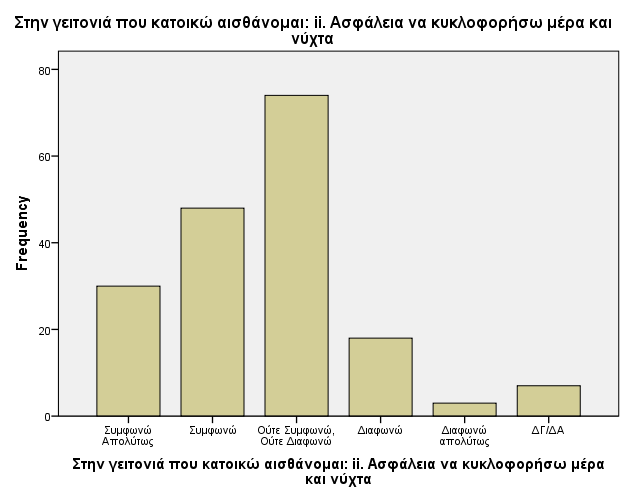 Στην γειτονιά που κατοικώ αισθάνομαι: ii. Ασφάλεια να κυκλοφορήσω μέρα και
νύχτα
80
60
40
20
0
Frequency
Συμφωνώ
Απολύτως
Συμφωνώ
Ούτε Συμφωνώ,
Ούτε Διαφωνώ
Διαφωνώ
Διαφωνώ
απολύτως
ΔΓ/ΔΑ
Στην γειτονιά που κατοικώ αισθάνομαι: ii. Ασφάλεια να κυκλοφορήσω μέρα
και νύχτα